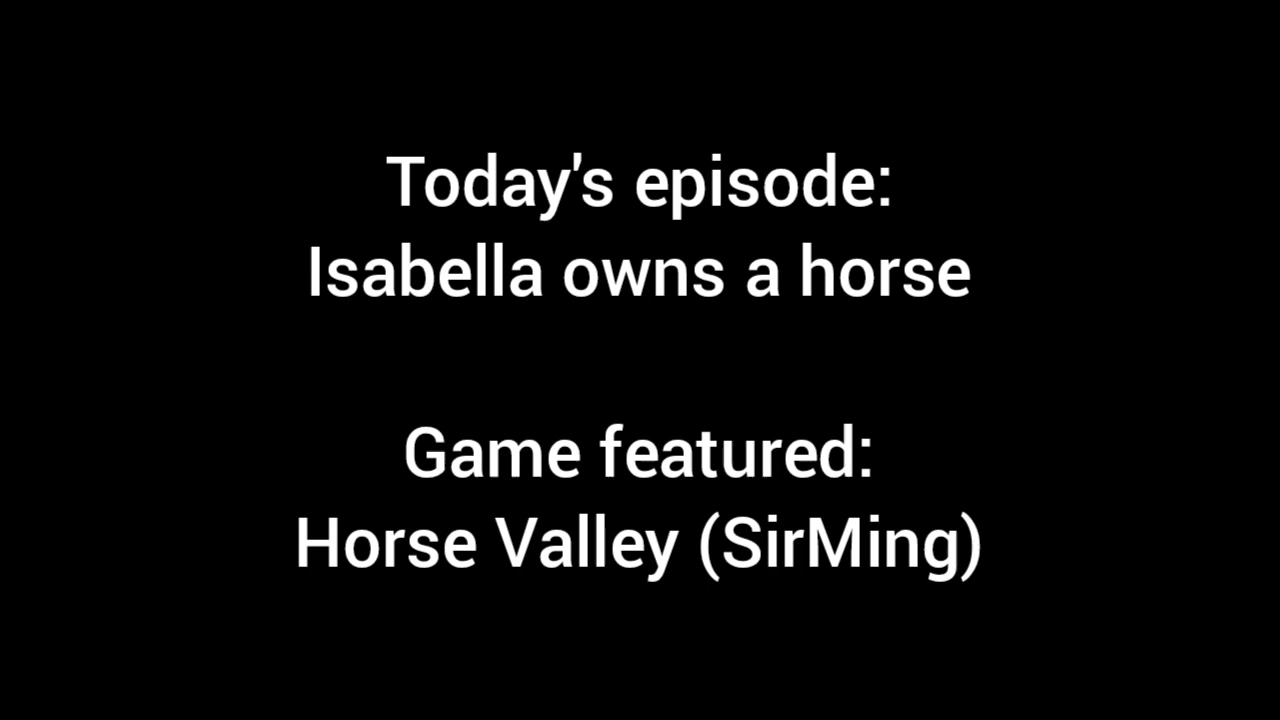 Today's episode:
Isabella owns a horse
Game featured:
Horse Valley (SirMing)